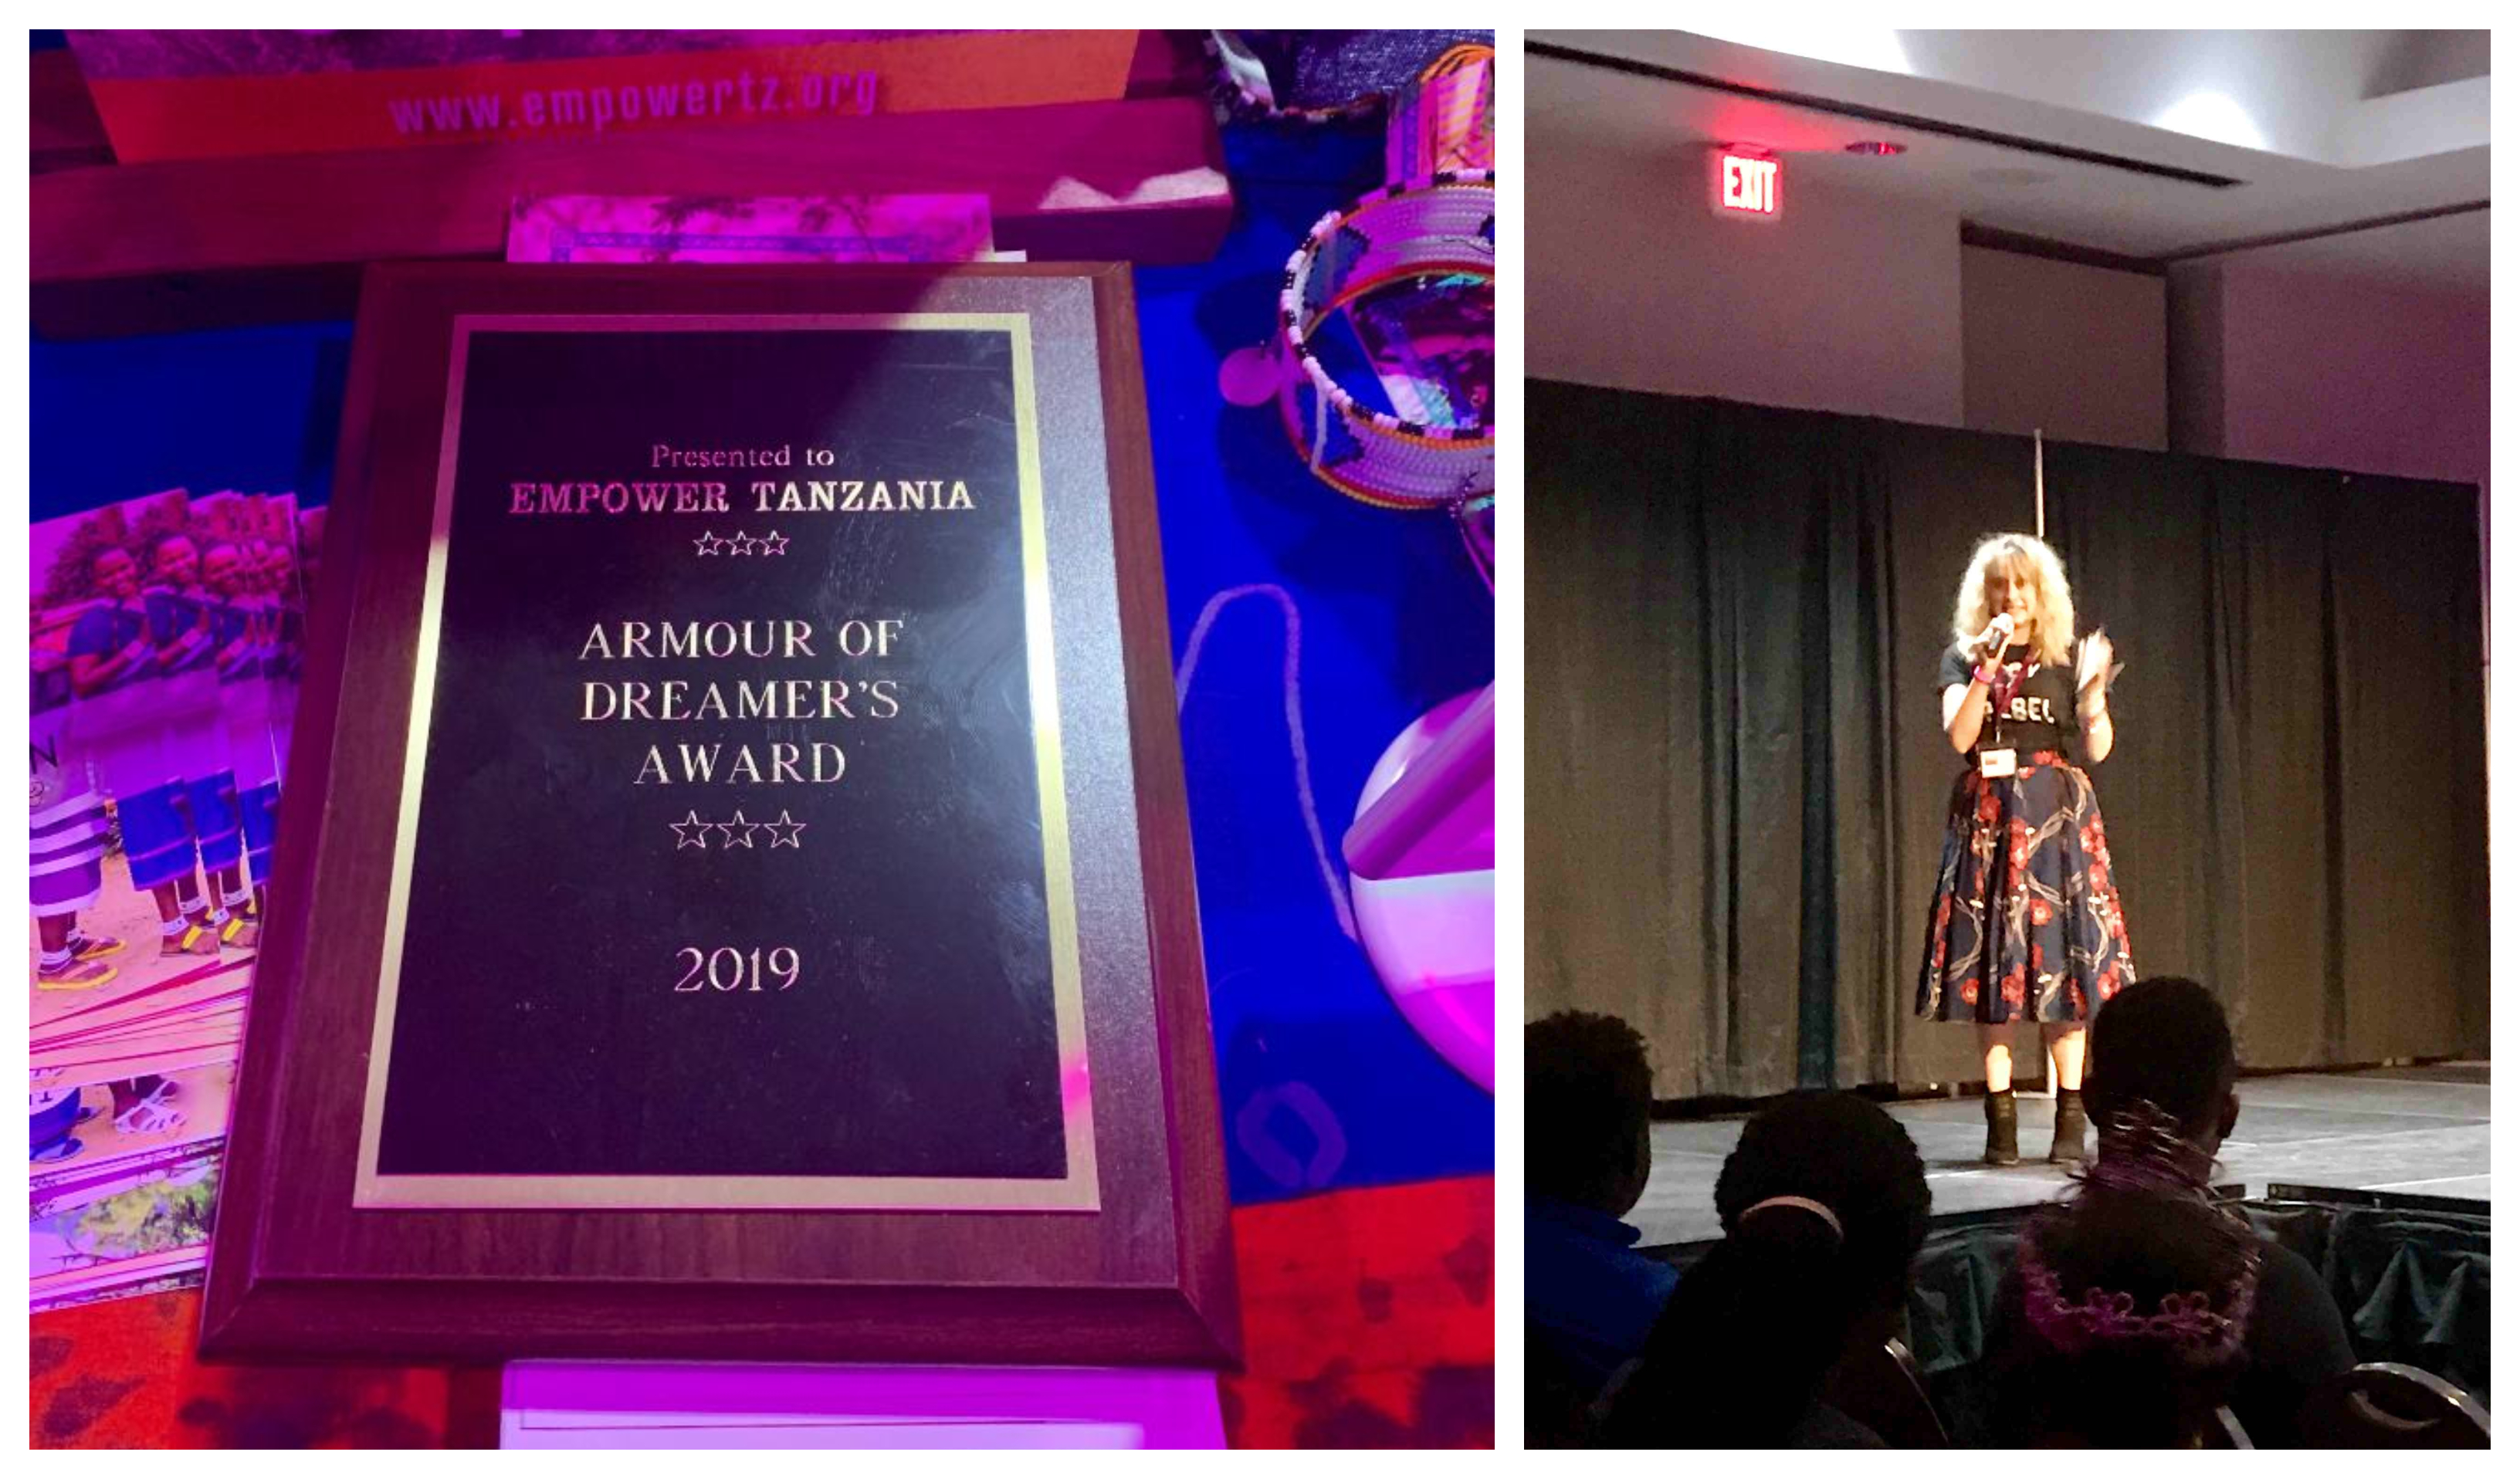 www.empowertz.org
Presented to
EMPOWER TANZANIA
ARMOUR OF
DREAMER'S
AWARD
2019
EXIT